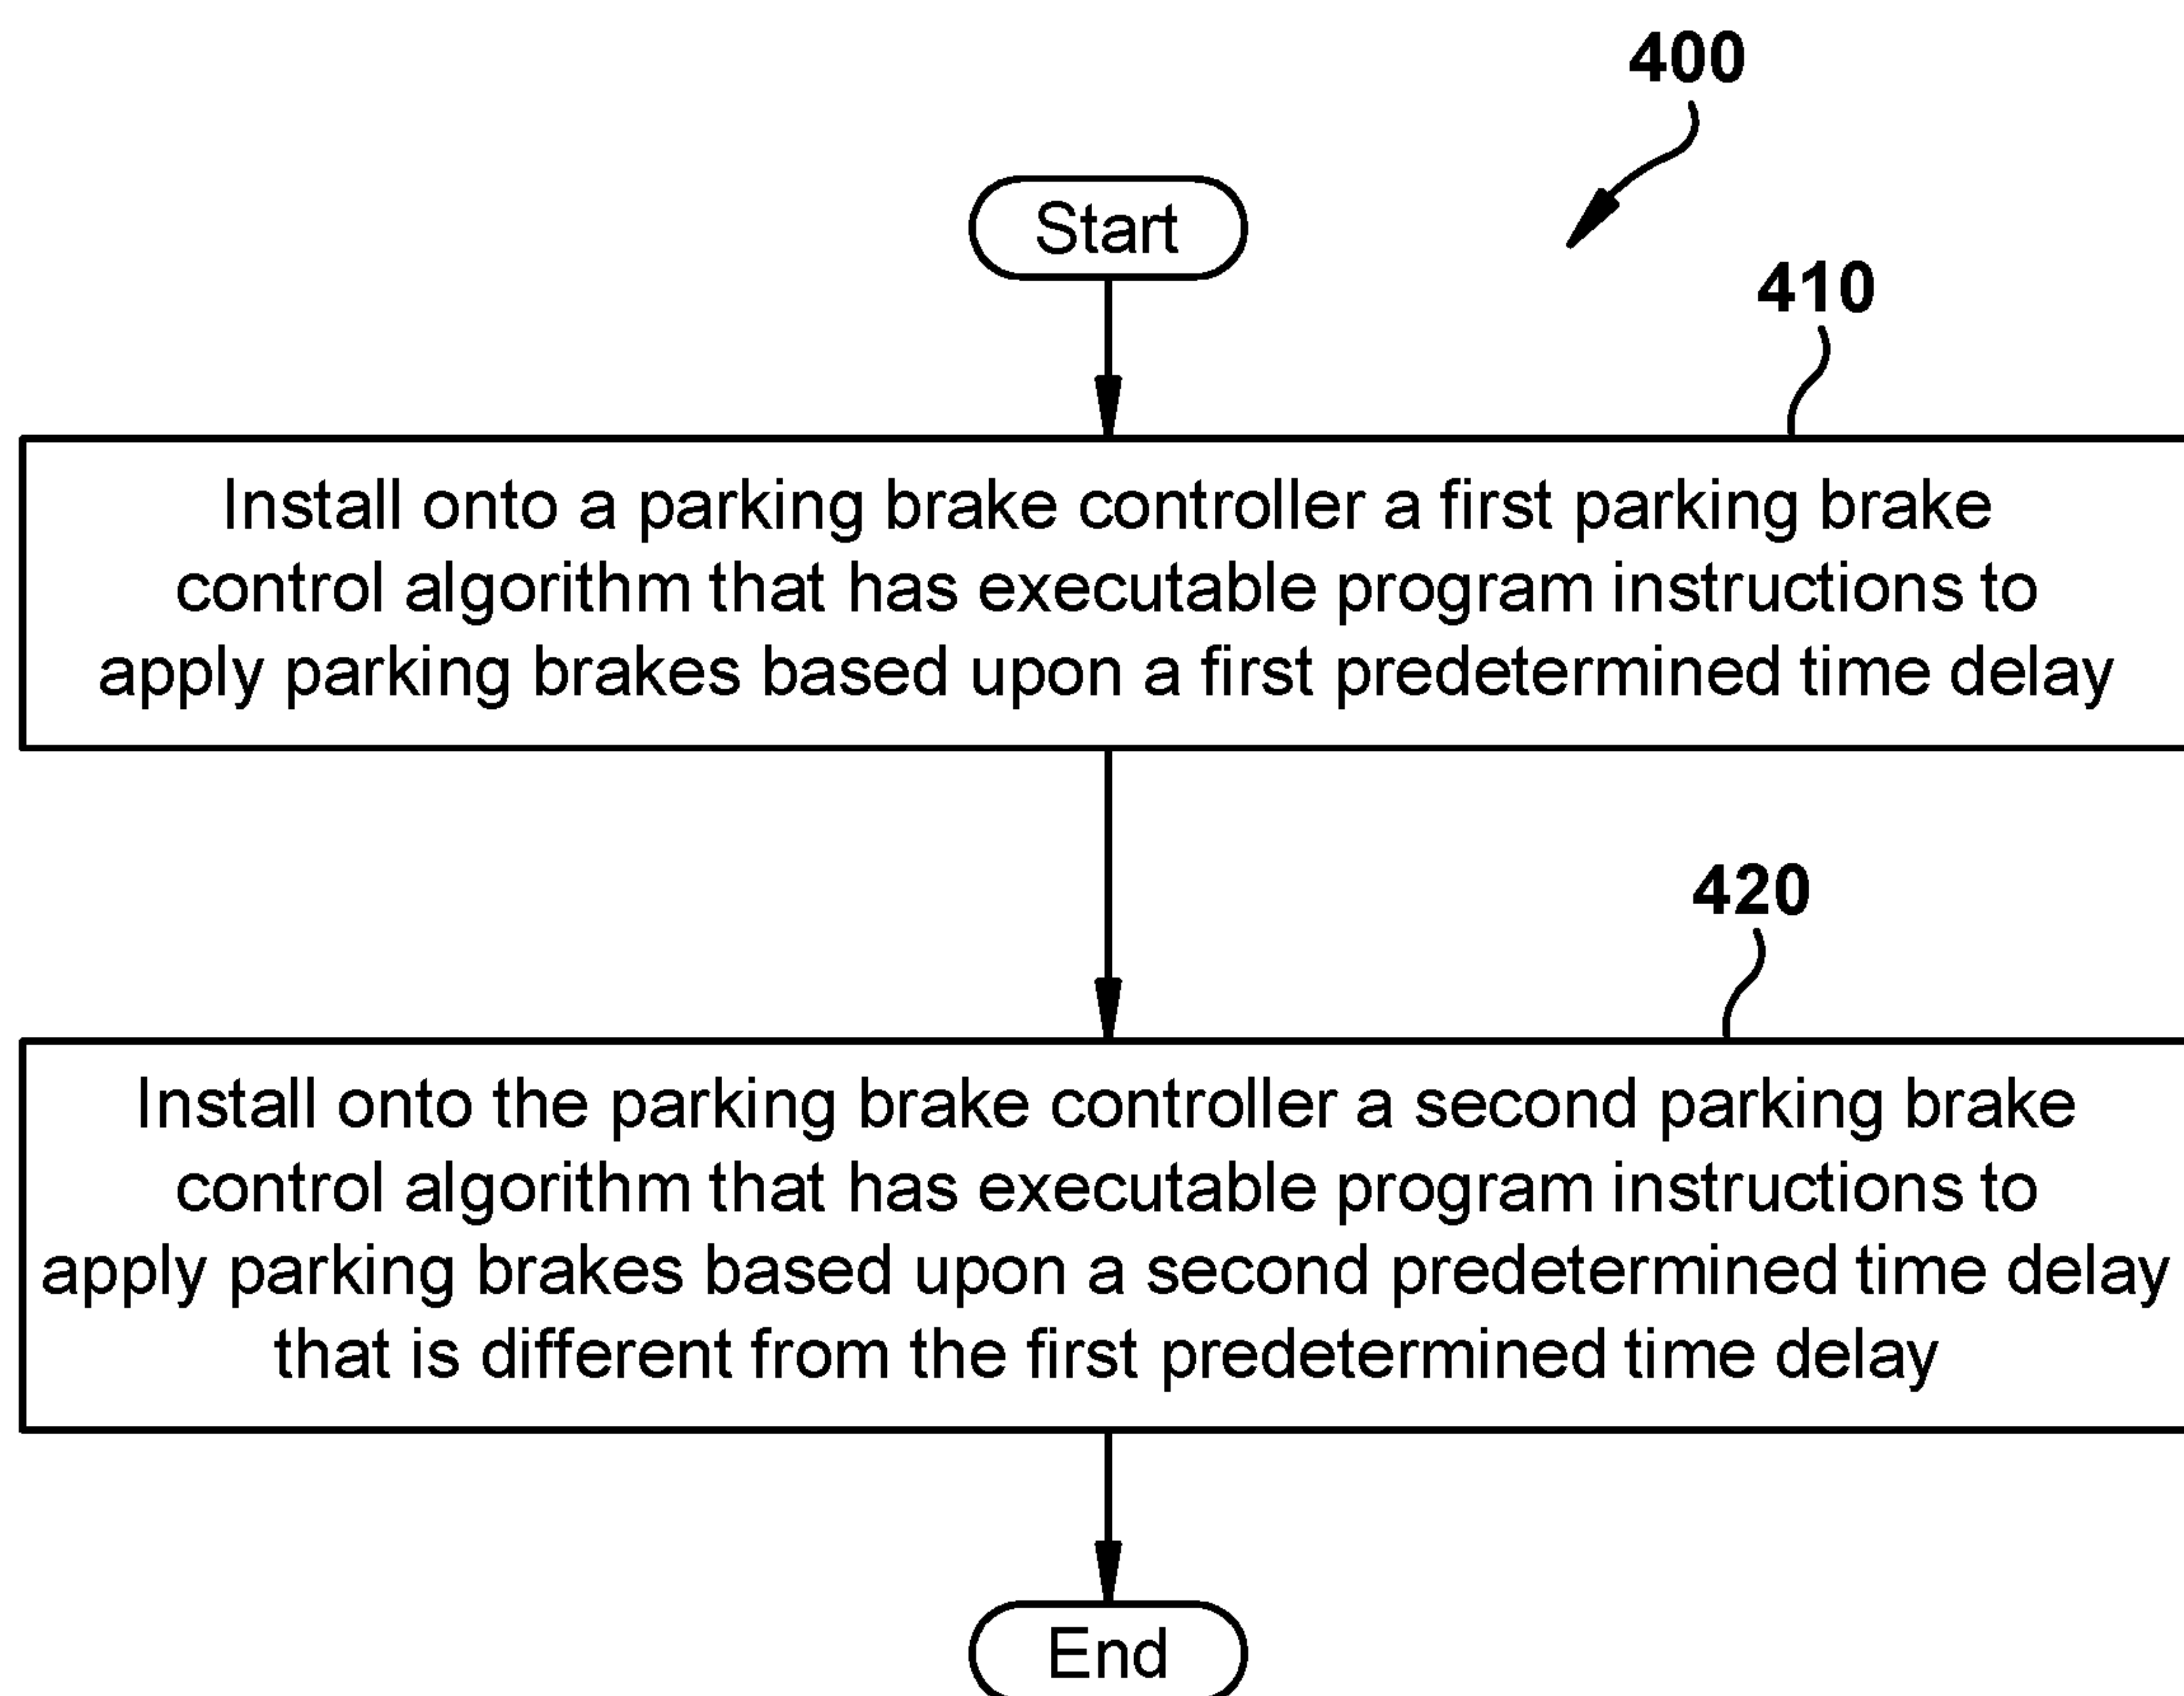 400
Start
410
Install onto a parking brake controller a first parking brake
control algorithm that has executable program instructions to
apply parking brakes based upon a first predetermined time delay
420
Install onto the parking brake controller a second parking brake
control algorithm that has executable program instructions to
apply parking brakes based upon a second predetermined time delay
that is different from the first predetermined time delay
End